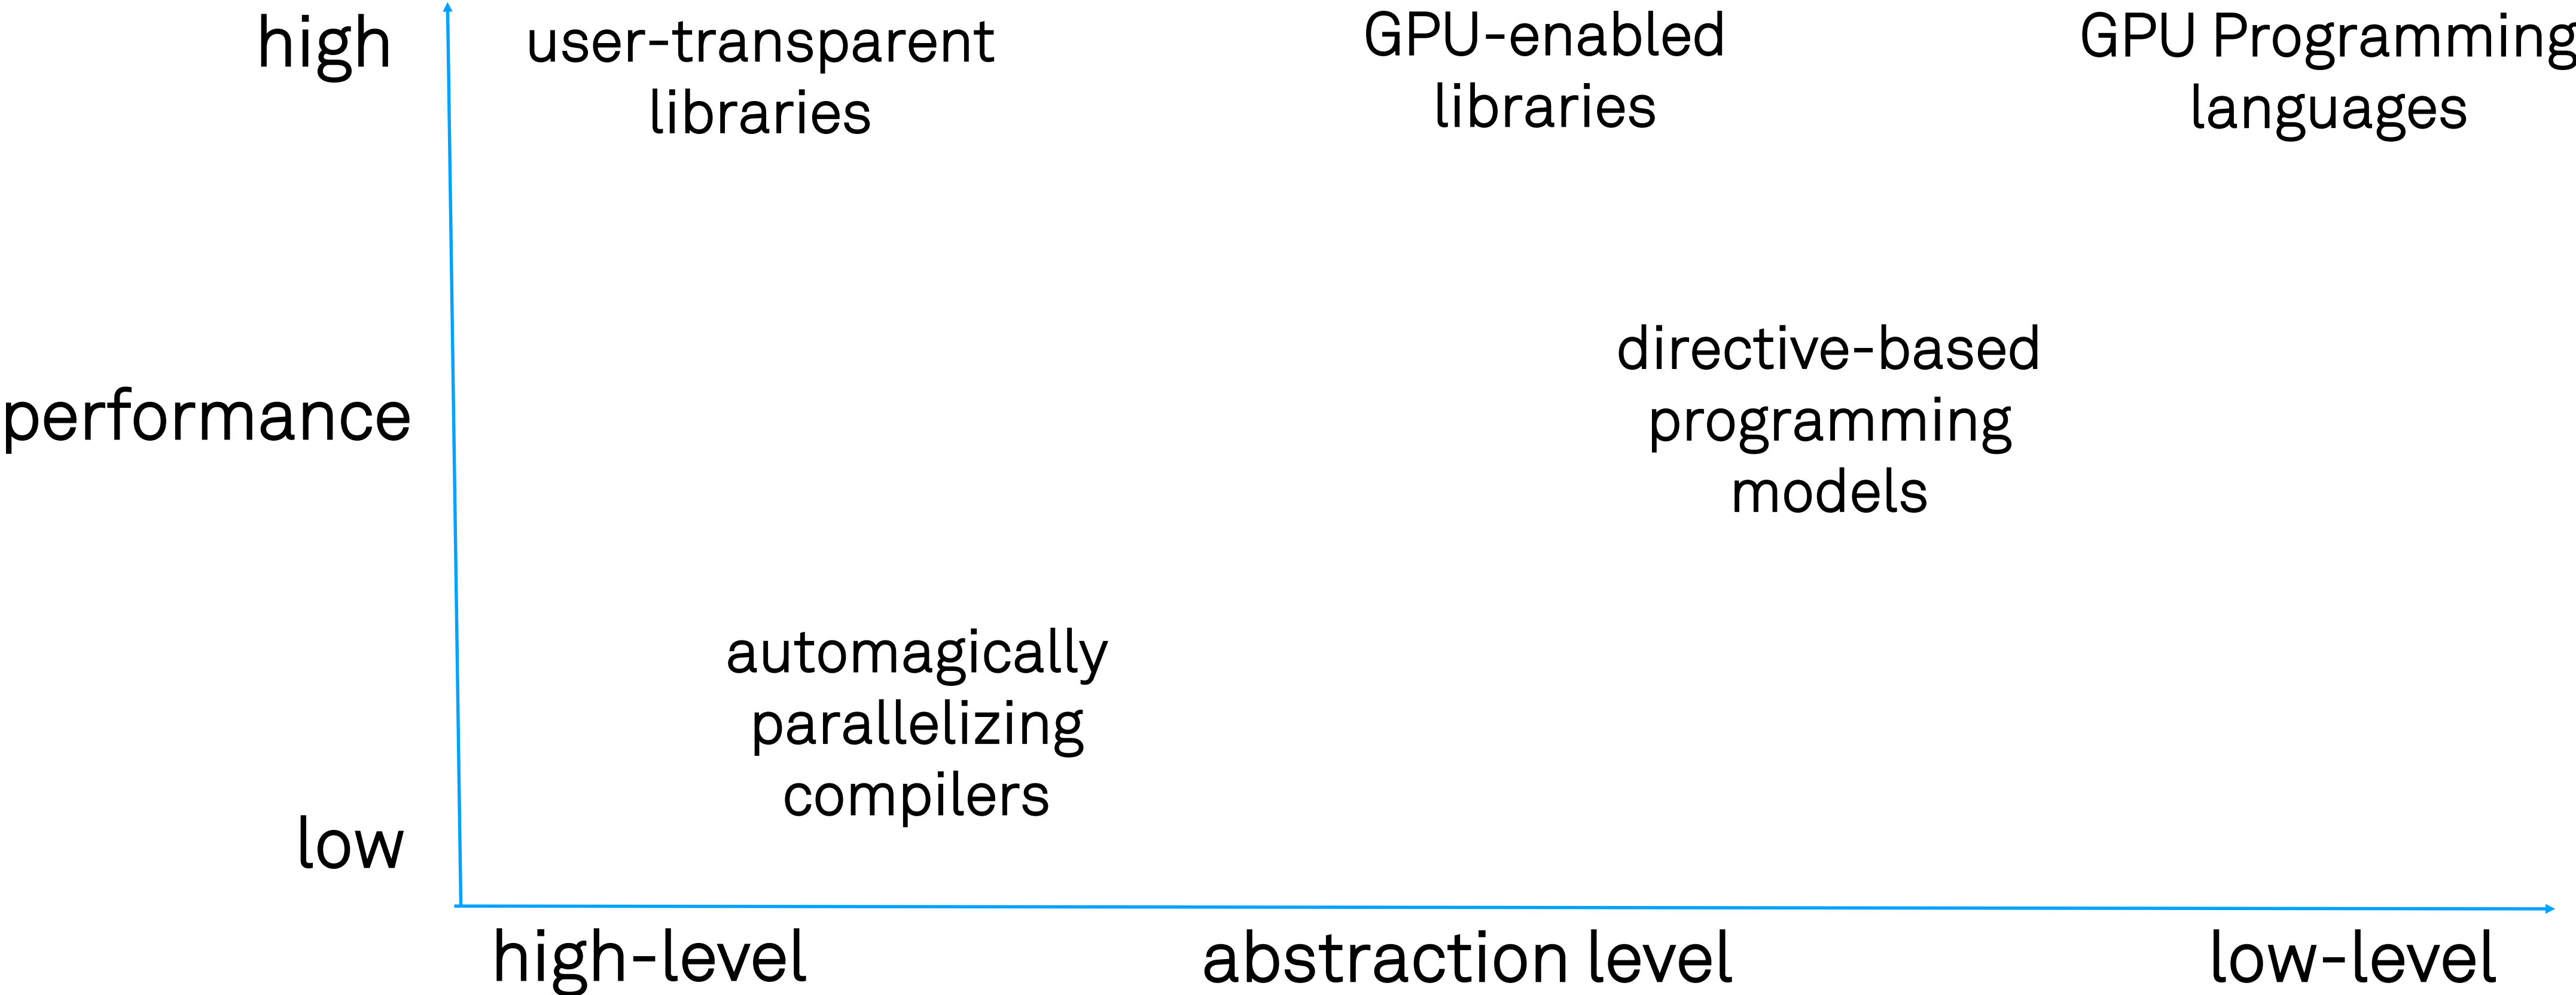 high
user-transparent
libraries
GPU-enabled
libraries
GPU Programming
languages
performance
directive-based
programming
models
automagically
parallelizing
compilers
low
high-level
abstraction level
low-level